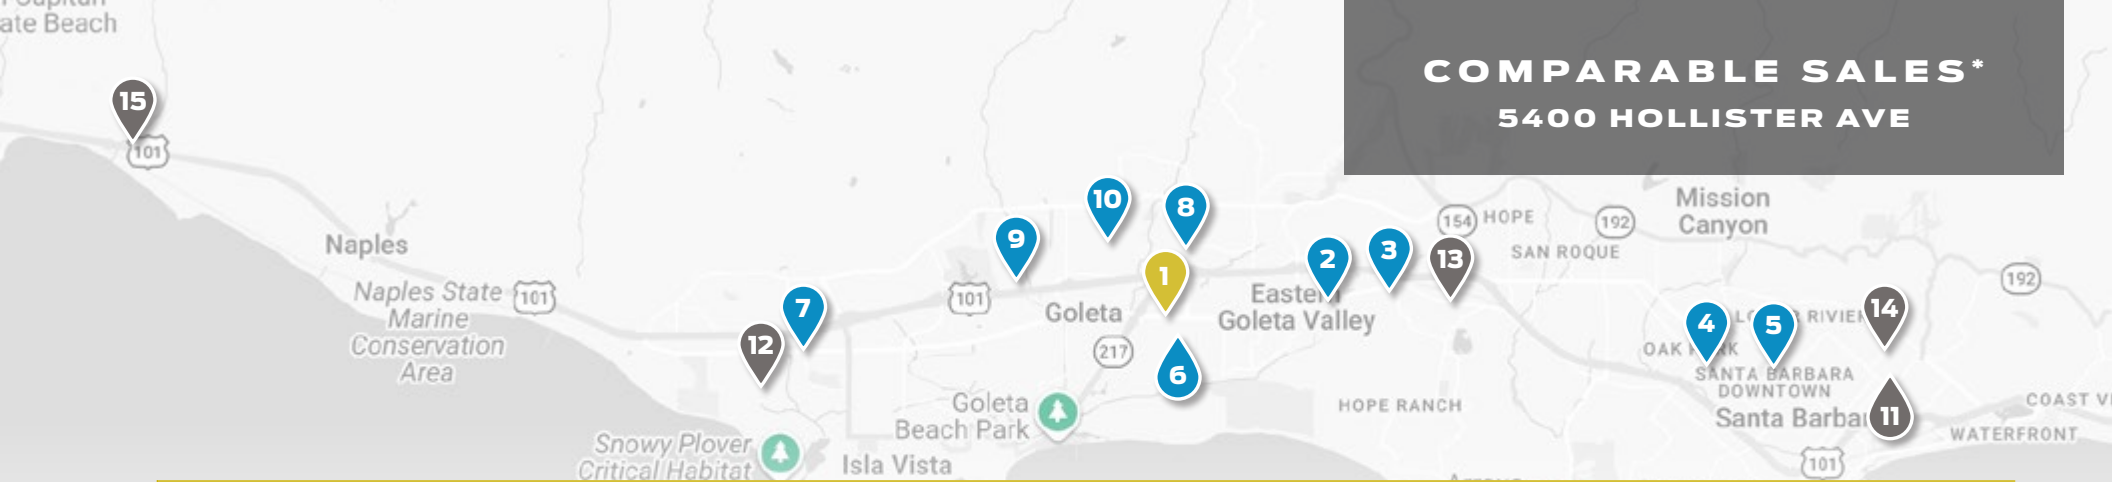 ate Beach
COMPARABLE SALES*
5400 HOLLISTER AVE
15
101
10
8
Mission
Canyon
154
HOPE
192
SAN ROQUE
9
2
3
13
1
Naples
192
Naples State
Marine
Conservation
Area
101
101
Goleta
Eastern
Goleta Valley
7
12
217
6
4
5
14
OAK
SANTA BARBARA
DOWNTOWN
Santa Barba
11
COAST V
WATERFRONT
HOPE RANCH
Goleta
Beach Park
Snowy Plover
Critical Habitat
Isla Vista
101